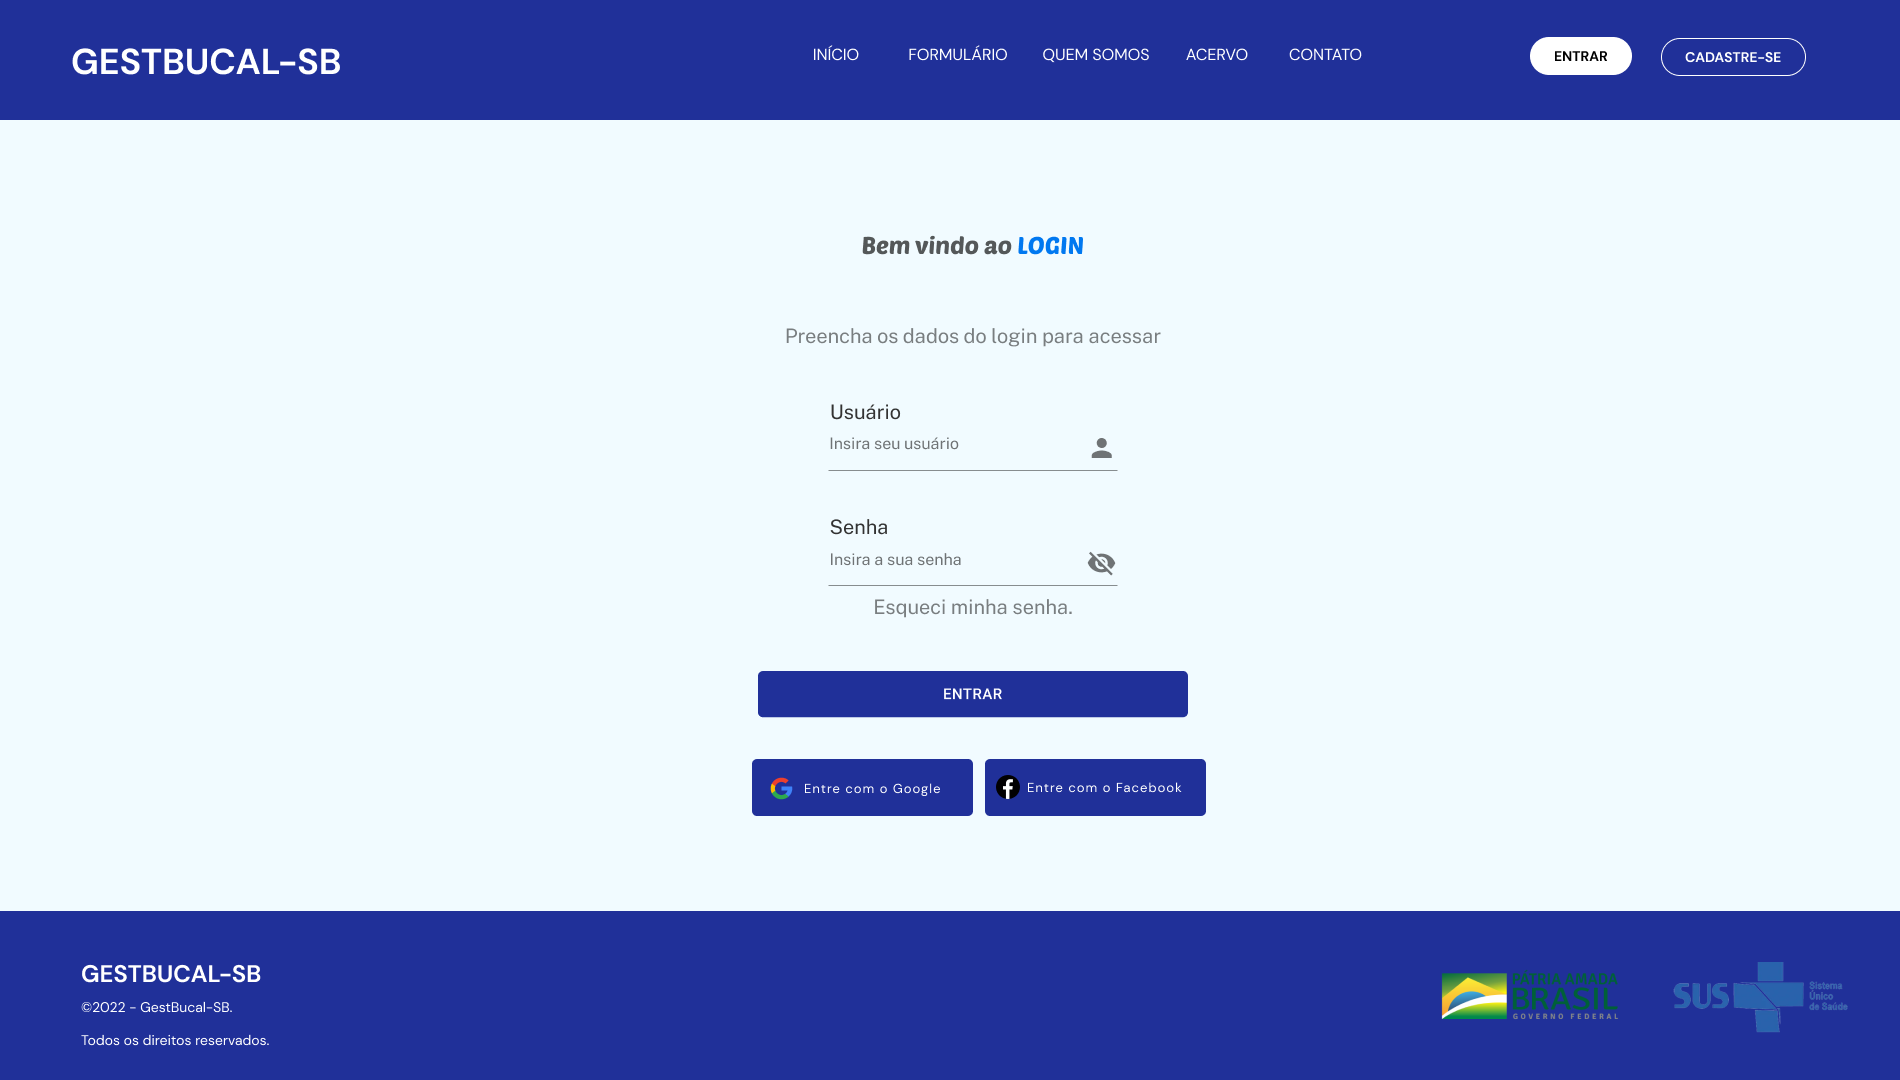 GESTBUCAL-SB
INÍCIO
FORMULÁRIO
QUEM SOMOS
ACERVO
CONTATO
ENTRAR
CADASTRE-SE
Bem vindo ao LOGIN
Preencha os dados do login para acessar
Usuário
Insira seu usuário
Senha
Insira a sua senha
Esqueci minha senha.
ENTRAR
Entre com o Google
Entre com o Facebook
GESTBUCAL-SB
©2022 - GestBucal-SB.
Todos os direitos reservados.
PÁTRIA AMADA
BRASIL
GOVERNO FEDERAL
SUS
Sistema
Único
de Saúde